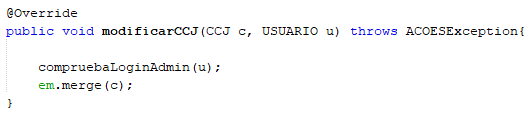 @Override
public void modificarCCJ(CCJ c, USUARIO u) throws ACOESException{
compruebaLoginAdmin(u);
em.merge(c);
}